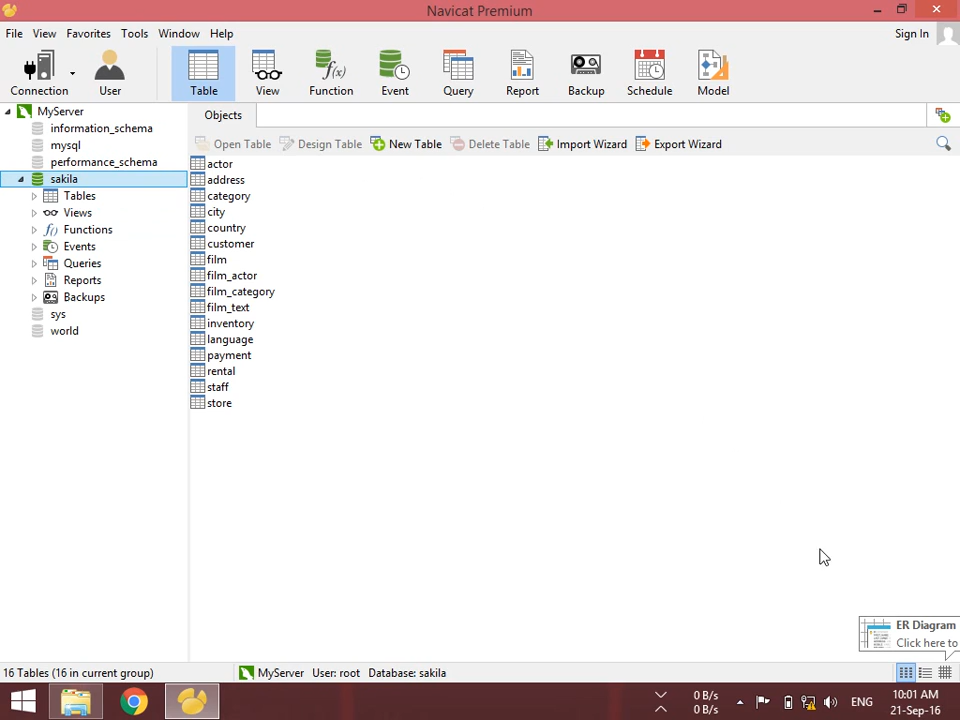 Navicat Premium
File View Favorites Tools Window Help
Sign In
Connection User Table View Function Event Query Report Backup Schedule Model
MyServer
information_schema
mysql
performance_schema
sakila
Tables
Views
Functions
Events
Queries
Reports
Backups
sys
world
Objects
Open Table Design Table New Table Delete Table Import Wizard Export Wizard
actor
address
category
city
country
customer
film
film_actor
film_category
film_text
inventory
language
payment
rental
staff
store
ER Diagram
Click here to
16 Tables (16 in current group) MyServer User: root Database: sakila
0 B/s
0 B/s
ENG
10:01 AM
21-Sep-16